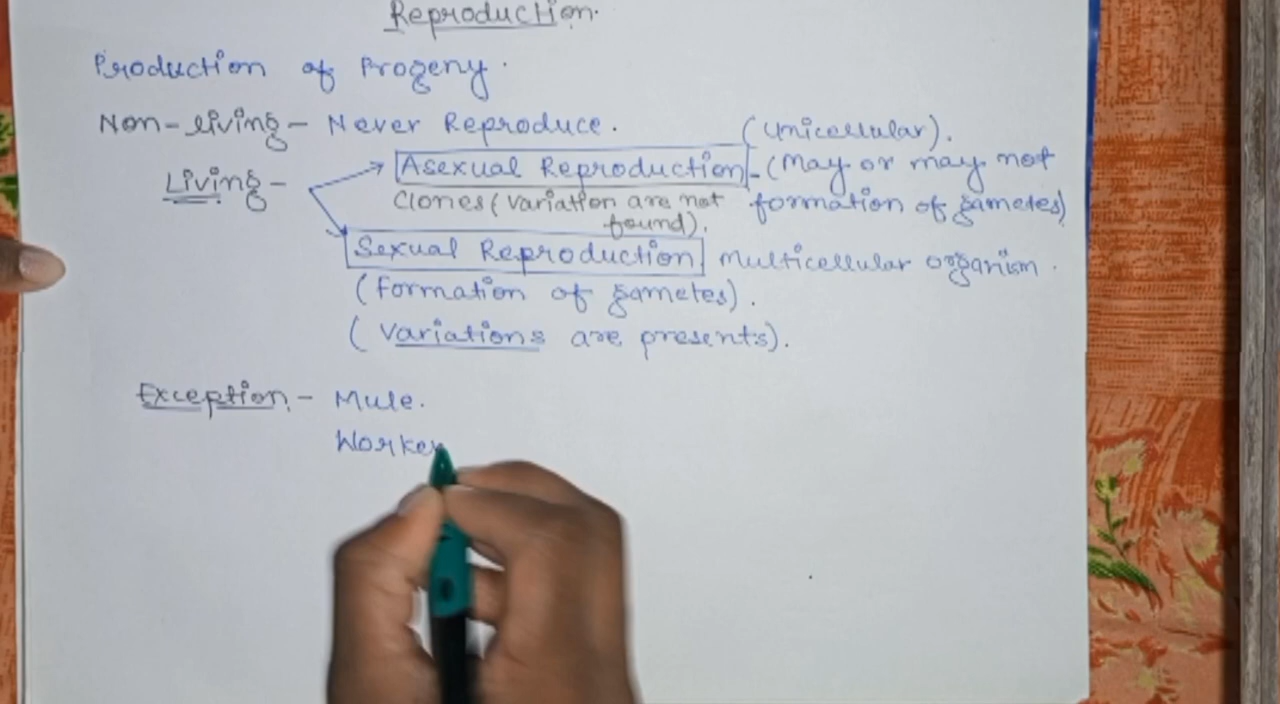 Reproduction.
Production of Progeny.
Non-living - Never Reproduce.
(Unicellular).
Living - Asexual Reproduction - (May or may not
Clones (variation are not formation of gametes)
found).
Sexual Reproduction Multicellular organism.
(Formation of gametes).
(Variations are presents).
Exception - Mule.
Worker